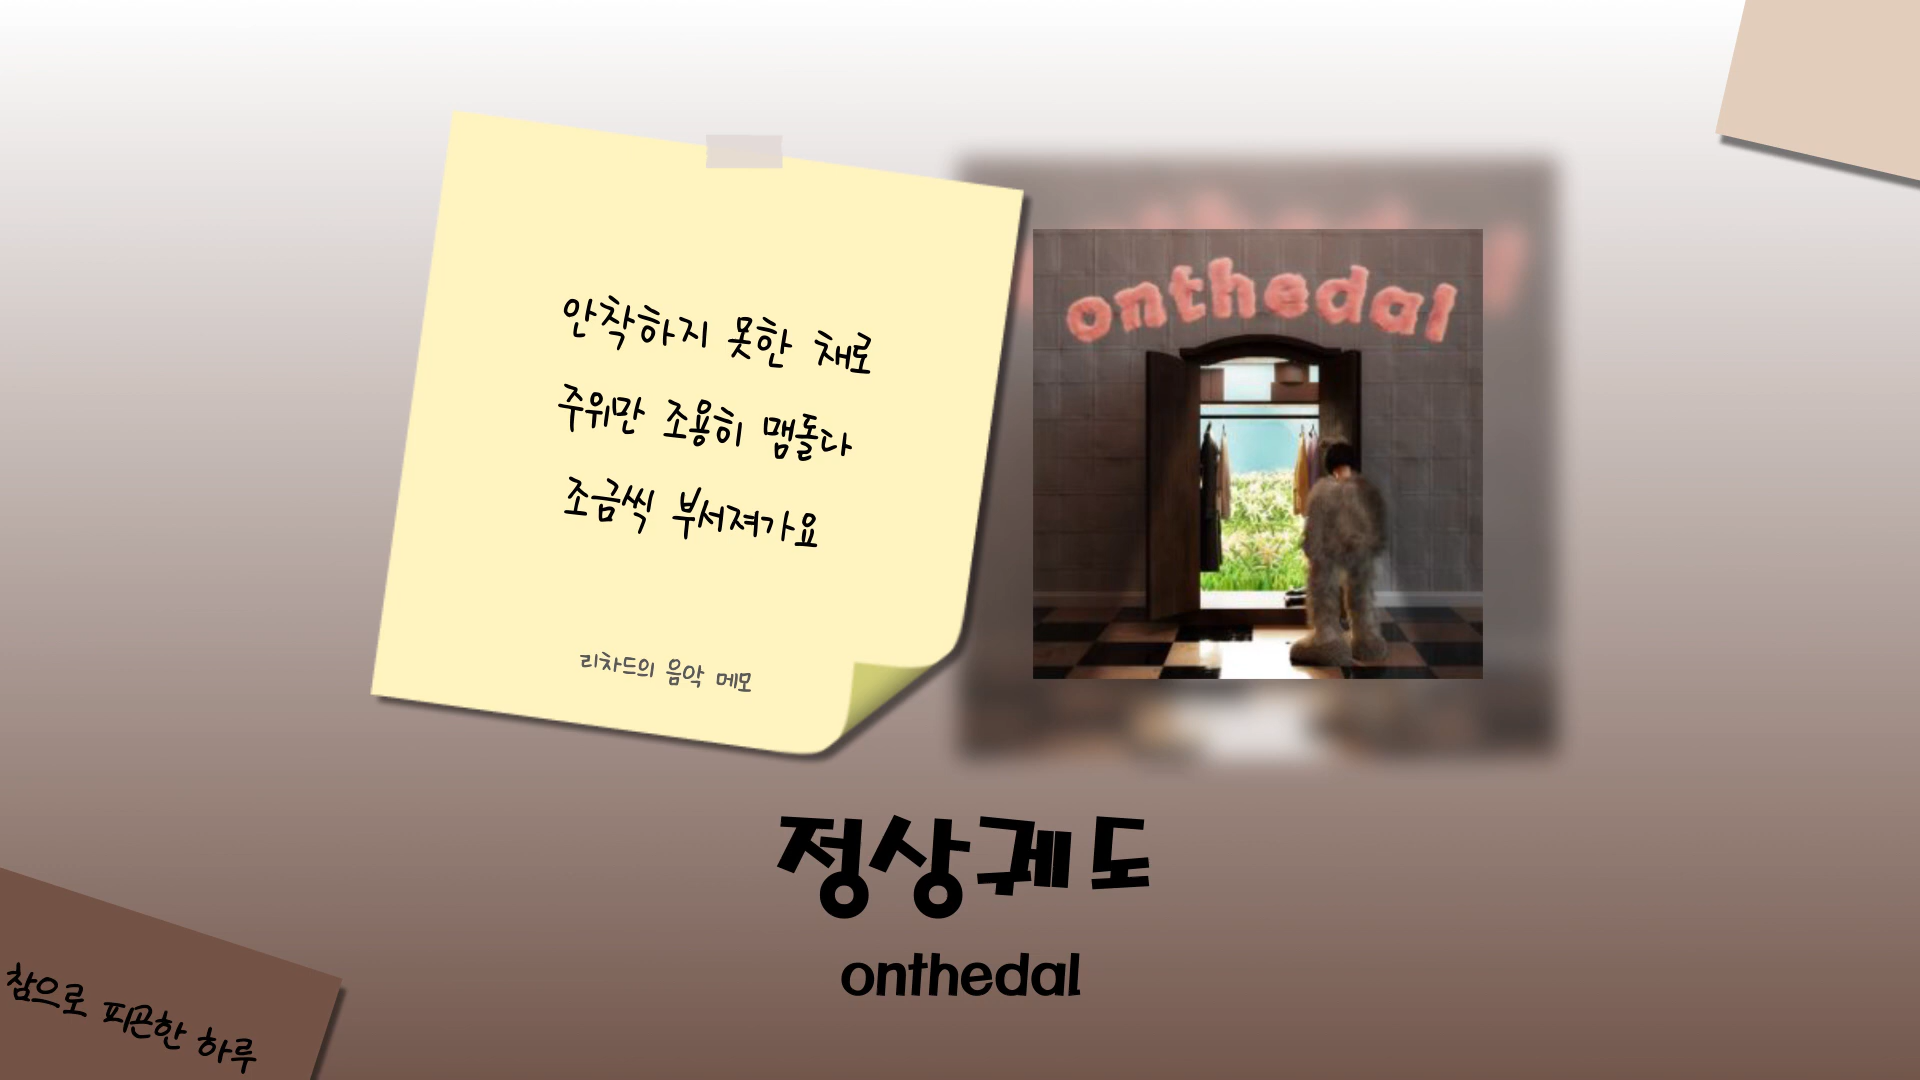 안착하지 못한 채로
주위만 조용히 맴돌다
조금씩 부서져가요
리차드의 음악 메모
onthedal
정상궤도
onthedal
참으로 피곤한 하루